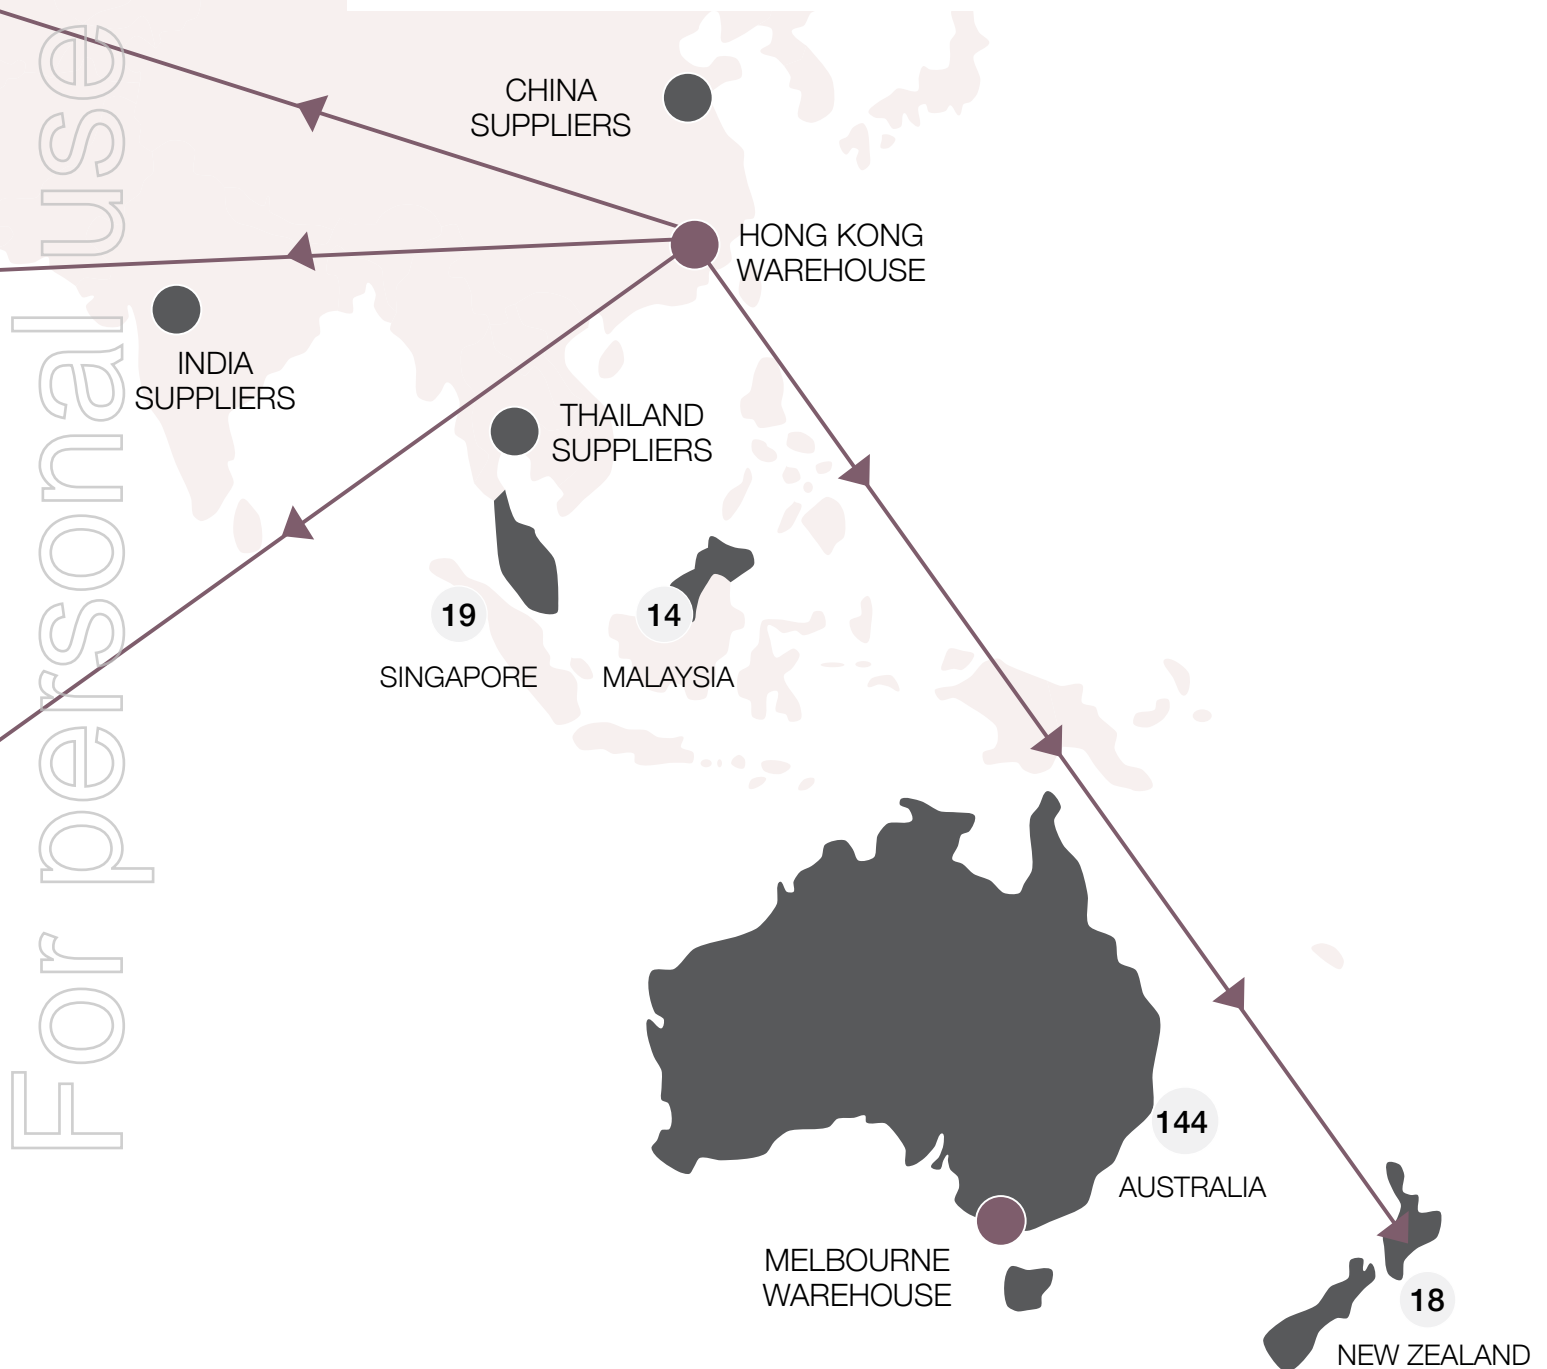 For personal use
CHINA
SUPPLIERS
HONG KONG
WAREHOUSE
INDIA
SUPPLIERS
THAILAND
SUPPLIERS
19
SINGAPORE
14
MALAYSIA
144
AUSTRALIA
MELBOURNE
WAREHOUSE
18
NEW ZEALAND